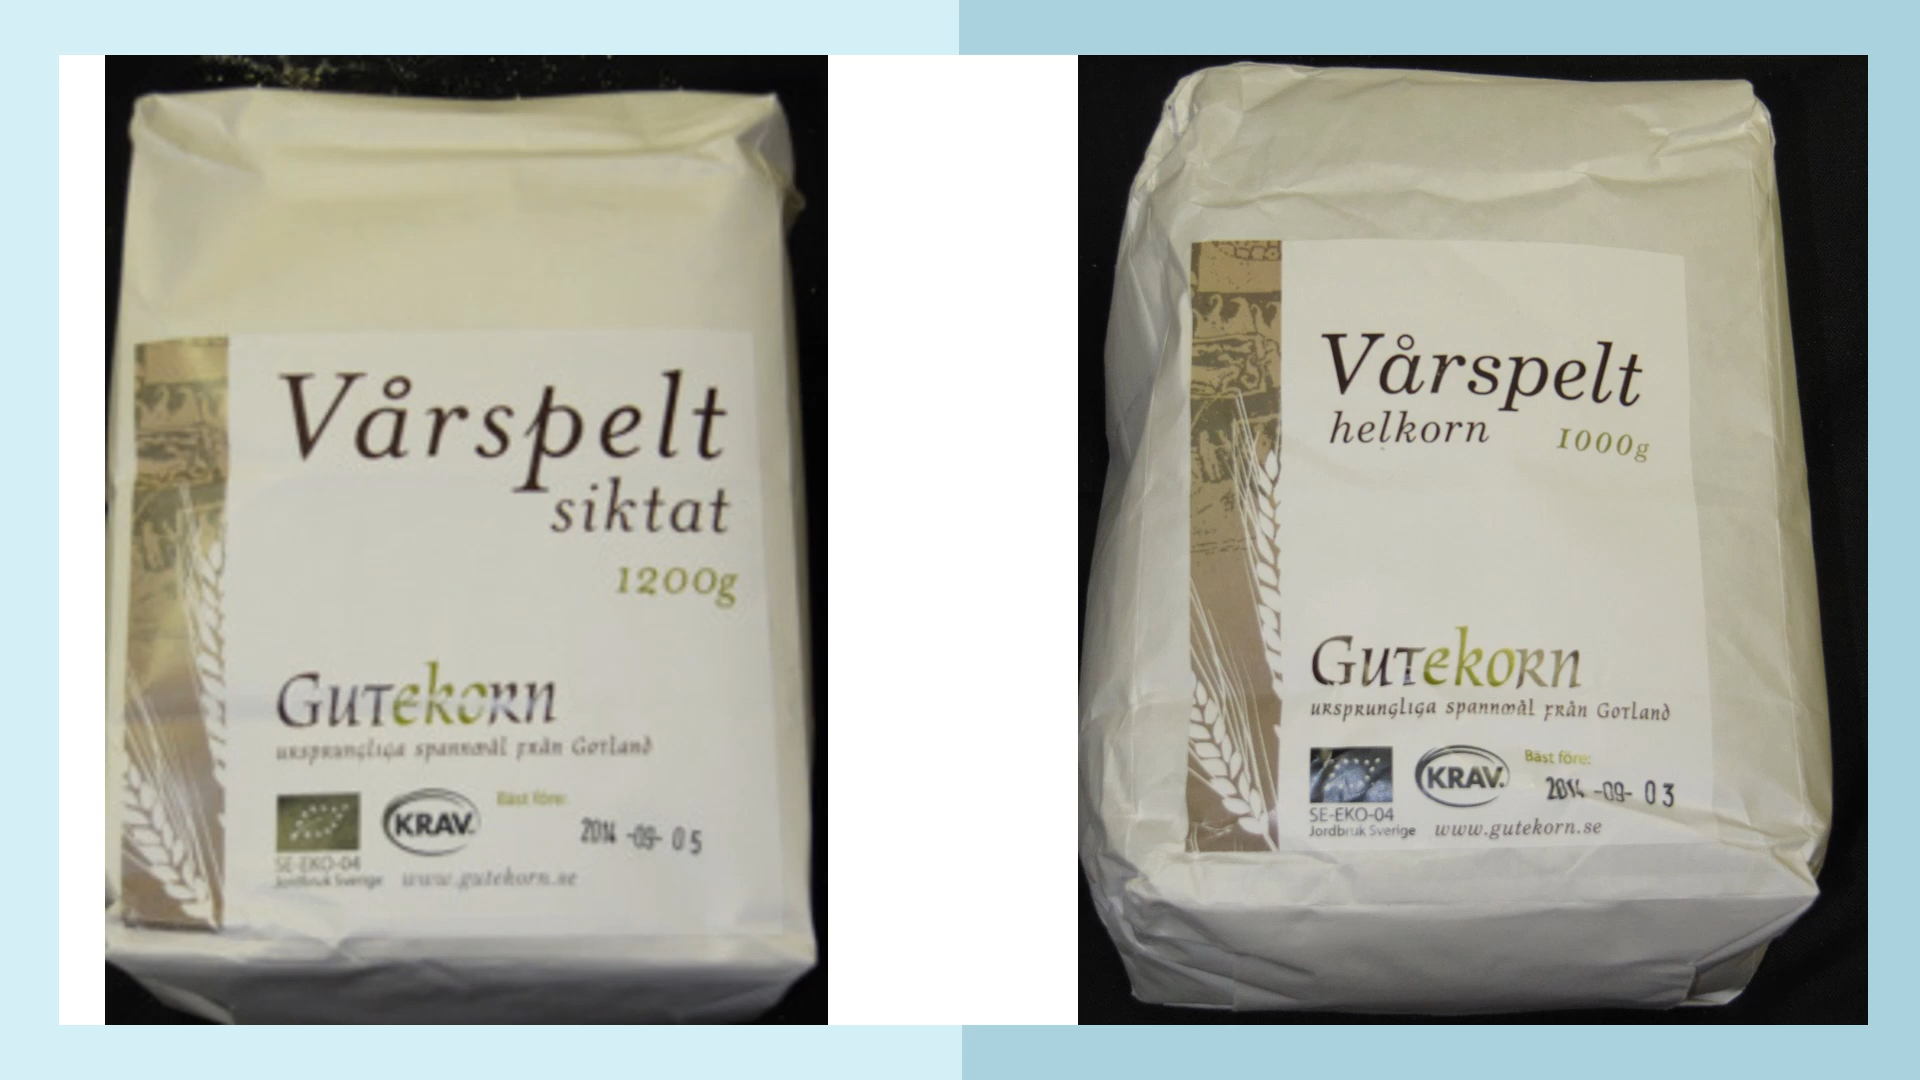 Vårspelt
siktat
1200g
Gutekorn
ursprungliga spannmål från Gotland
KRAV.
Bäst före:
2014 -09- 05
SE-EKO-04
Jordbruk Sverige
www.gutekorn.se
Vårspelt
helkorn 1000g
Gutekorn
ursprungliga spannmål från Gotland
KRAV.
Bäst före:
2014 -09- 03
SE-EKO-04
Jordbruk Sverige
www.gutekorn.se